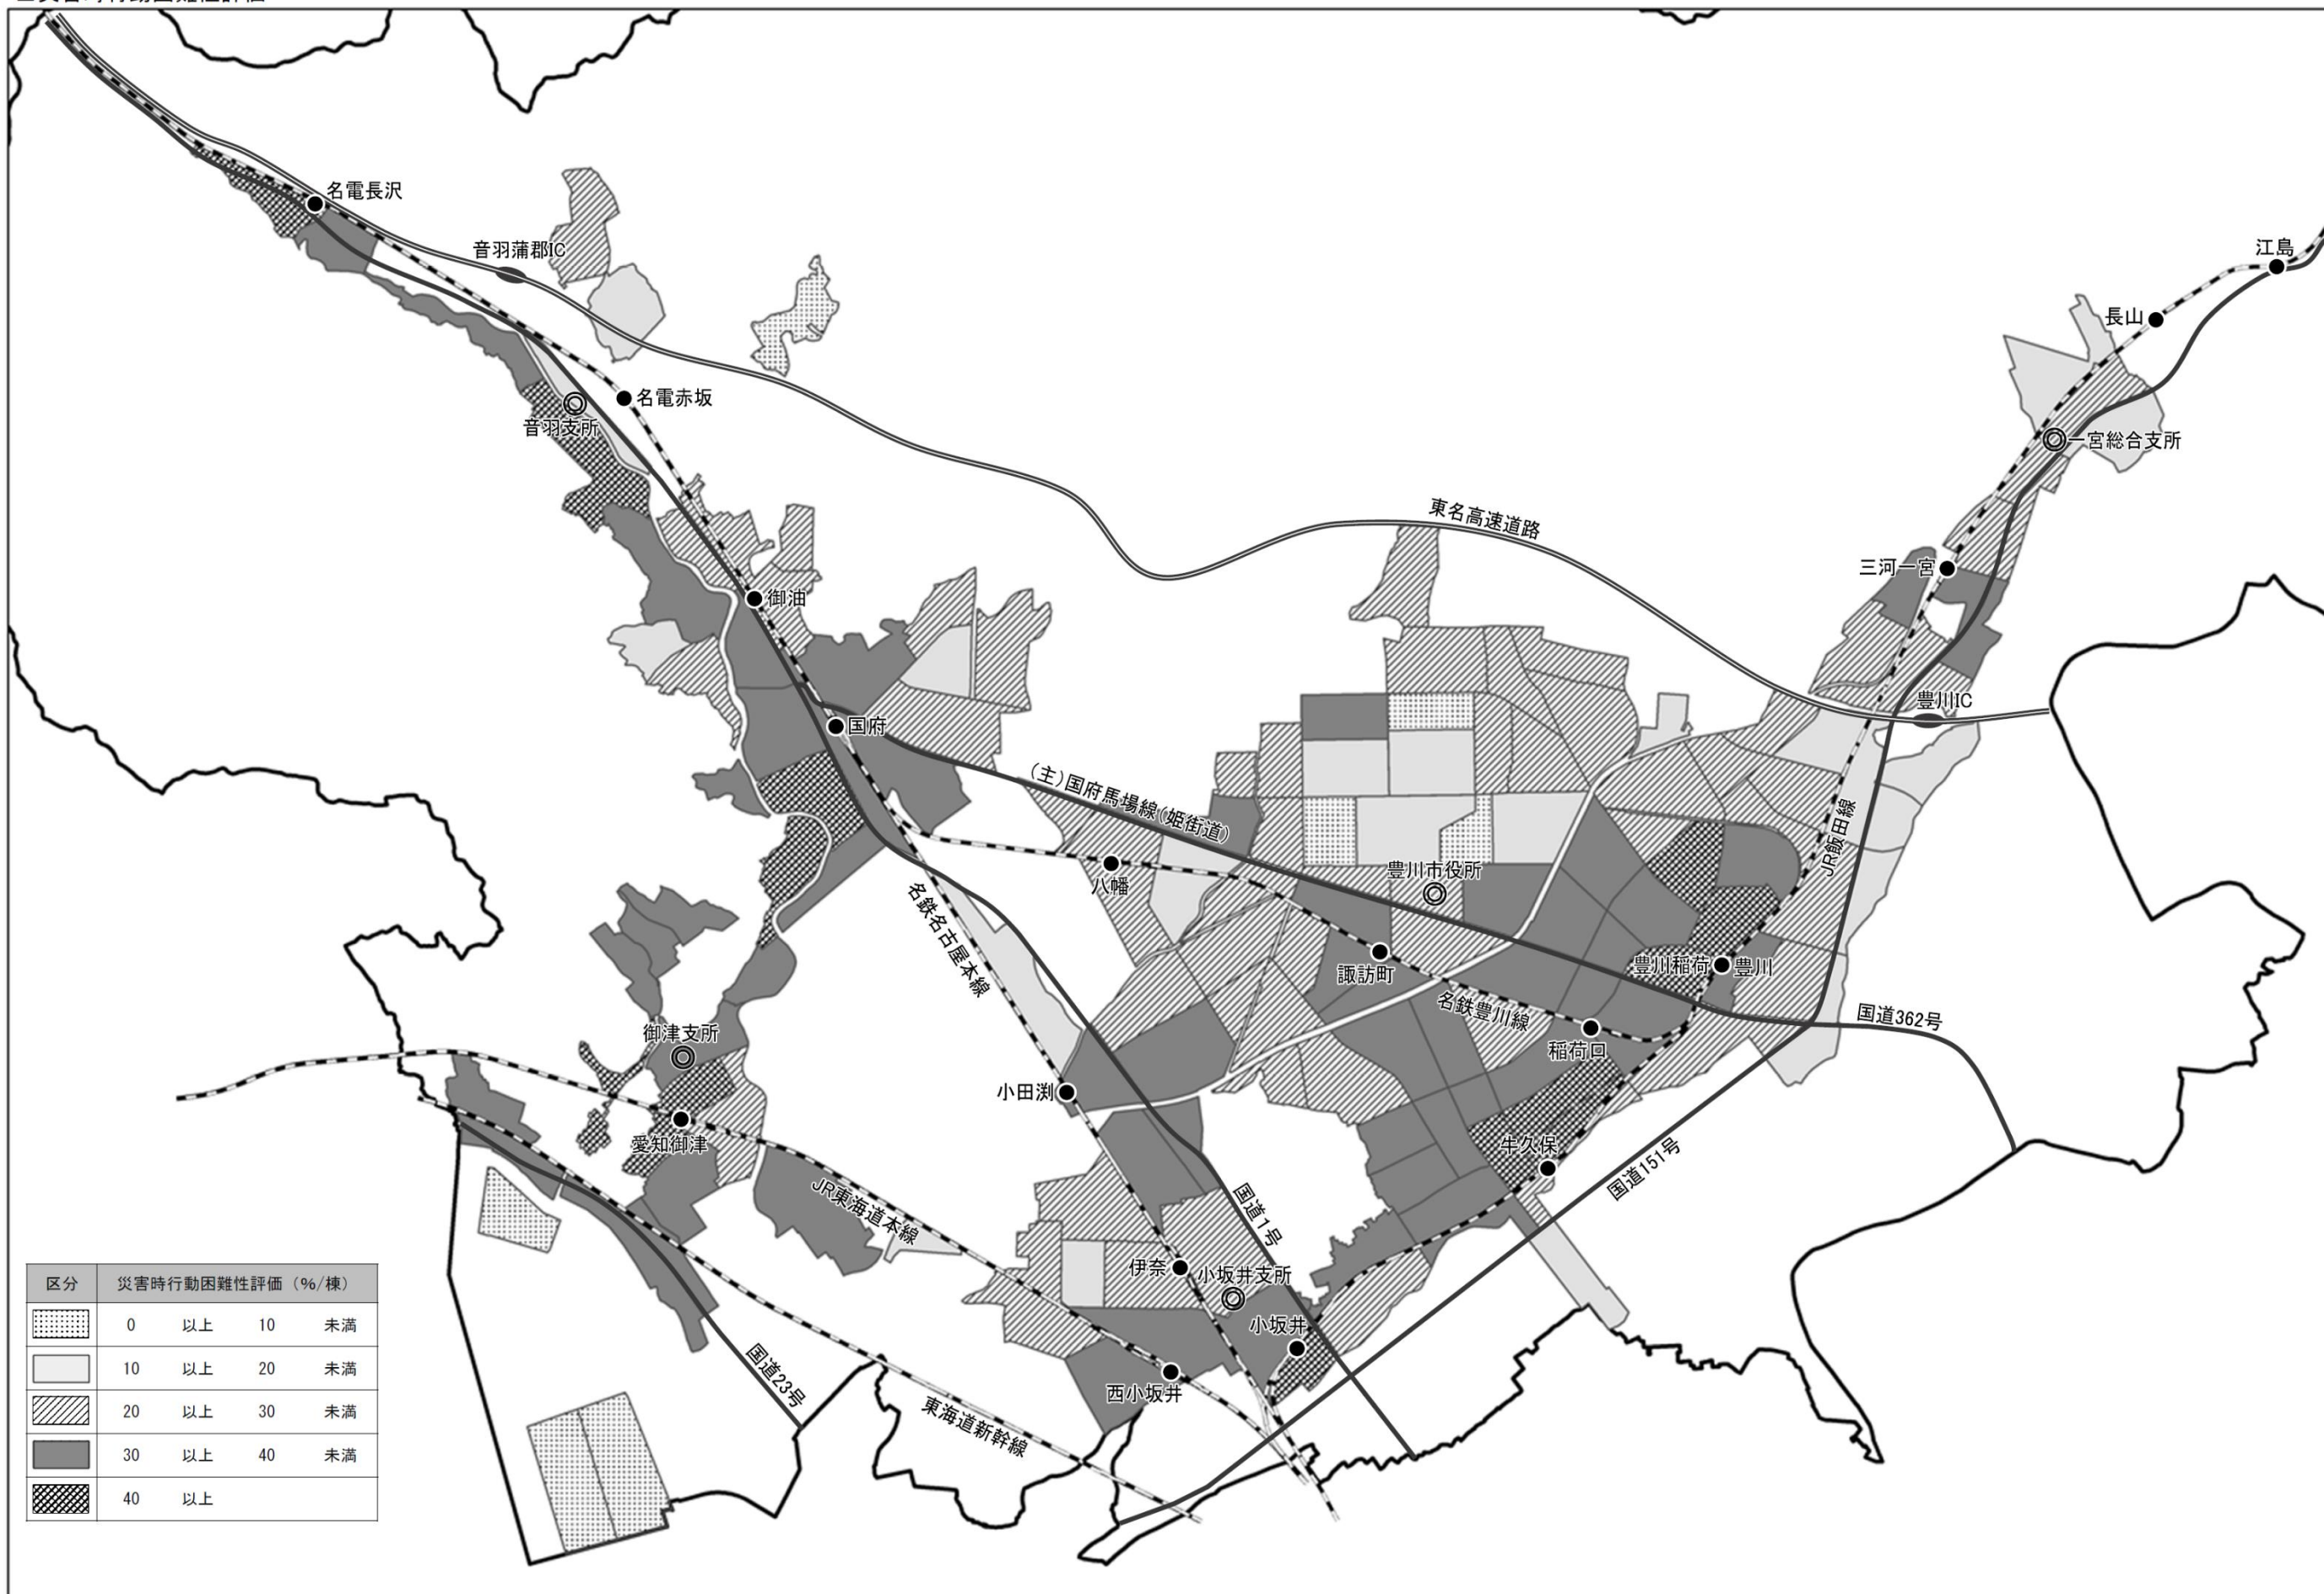 名電長沢
音羽蒲郡IC
江島
長山
名電赤坂
音羽支所
一宮総合支所
東名高速道路
三河一宮
御油
豊川IC
国府
(主)国府馬場線(姫街道)
JR飯田線
八幡
豊川市役所
名鉄名古屋本線
諏訪町
豊川稲荷
豊川
名鉄豊川線
国道362号
御津支所
稲荷口
小田渕
愛知御津
牛久保
国道151号
JR東海道本線
国道1号
伊奈
小坂井支所
小坂井
西小坂井
国道23号
東海道新幹線
区分 災害時行動困難性評価(%/棟)
0 以上 10 未満
10 以上 20 未満
20 以上 30 未満
30 以上 40 未満
40 以上